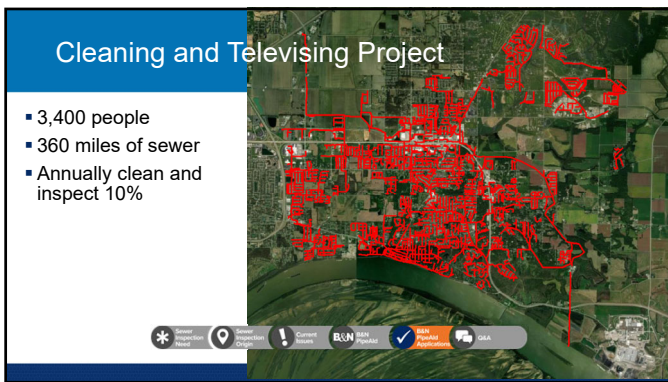 Cleaning and Televising Project
▪ 3,400 people
▪ 360 miles of sewer
▪ Annually clean and
inspect 10%
Sewer
Inspection
Need
Sewer
Inspection
Origin
Current
Issues
B&N
B&N
PipeAid
B&N
PipeAid
Applications
Q&A